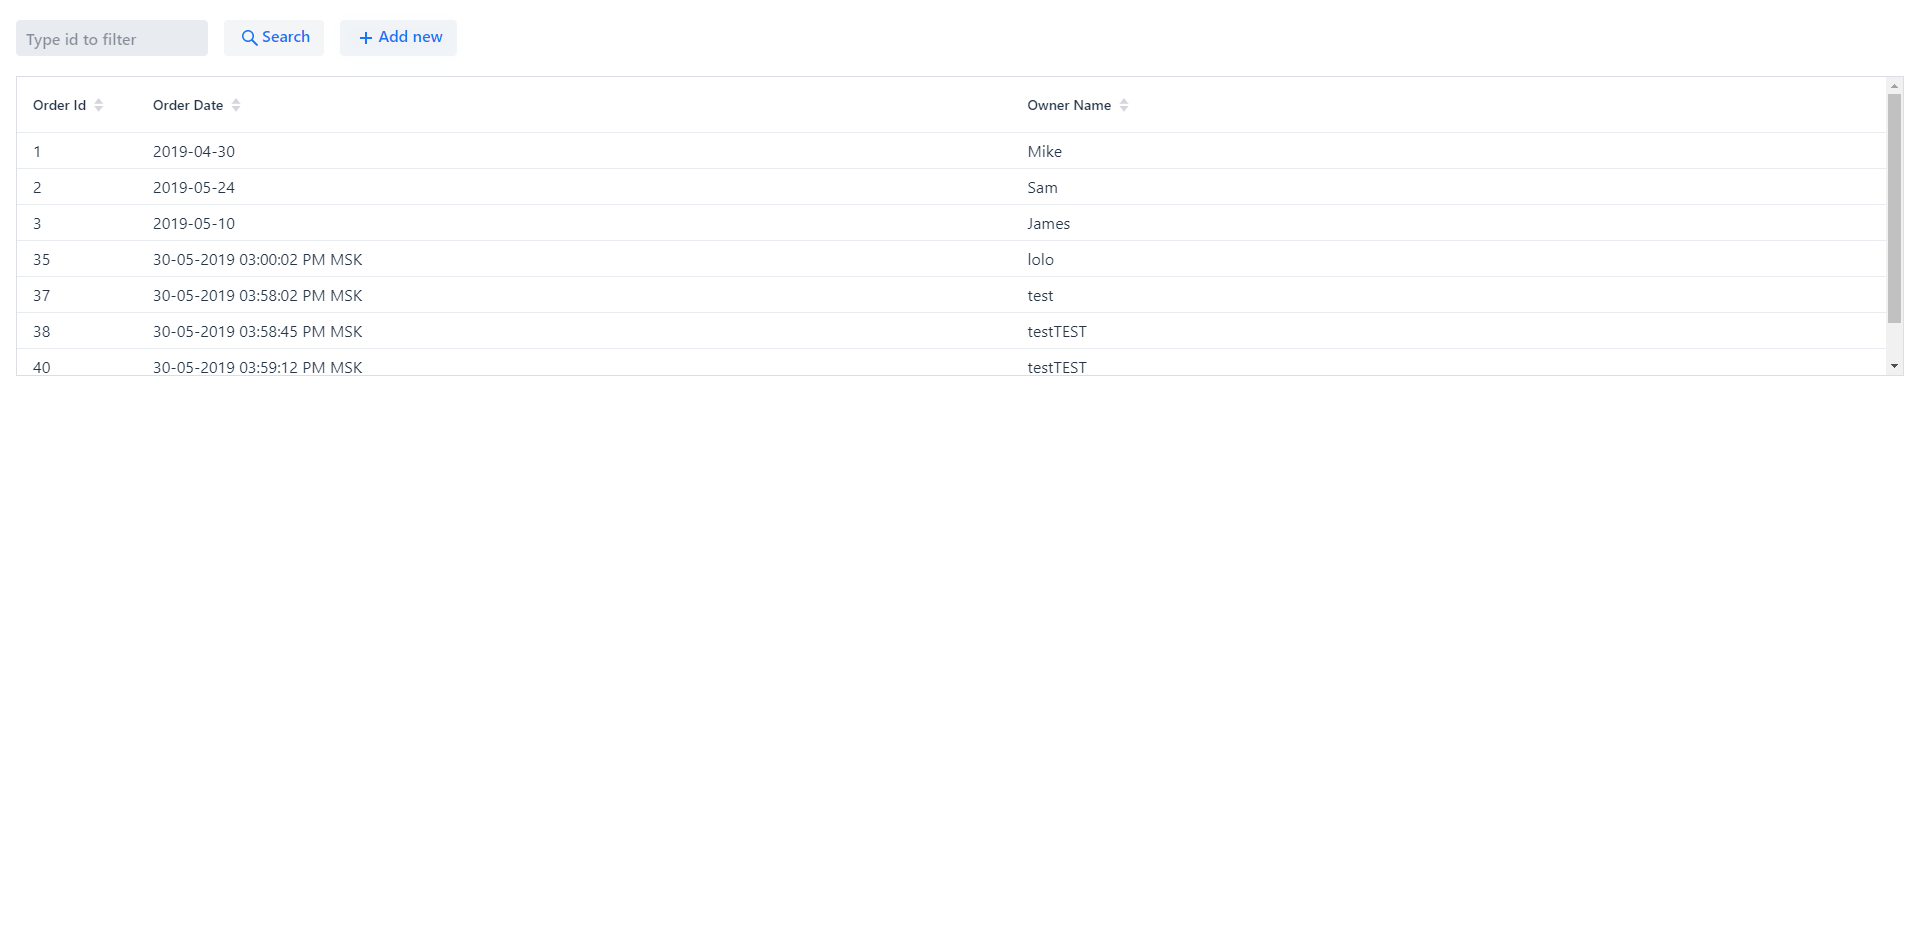 Type id to filter Search Add new
Order Id Order Date Owner Name
1 2019-04-30 Mike
2 2019-05-24 Sam
3 2019-05-10 James
35 30-05-2019 03:00:02 PM MSK lolo
37 30-05-2019 03:58:02 PM MSK test
38 30-05-2019 03:58:45 PM MSK testTEST
40 30-05-2019 03:59:12 PM MSK testTEST